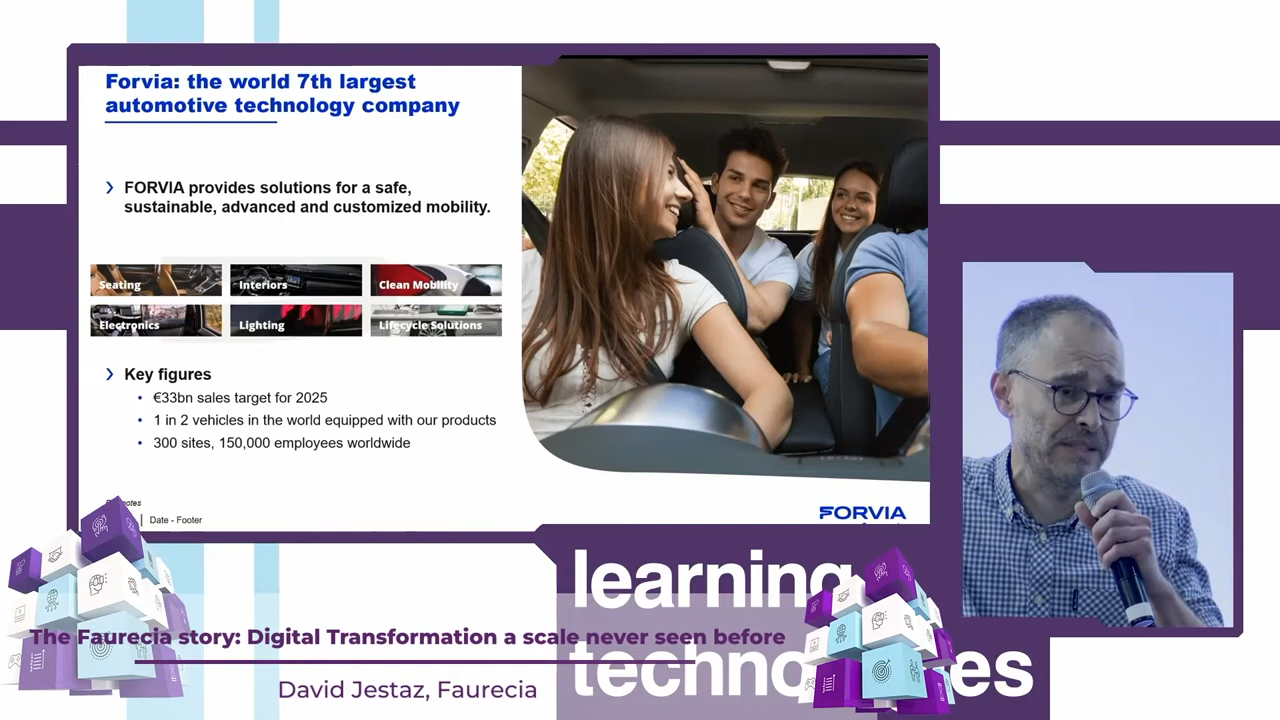 Forvia: the world 7th largest
automotive technology company
FORVIA provides solutions for a safe,
sustainable, advanced and customized mobility.
Seating
Interiors
Clean Mobility
Electronics
Lighting
Lifecycle Solutions
Key figures
€33bn sales target for 2025
1 in 2 vehicles in the world equipped with our products
300 sites, 150,000 employees worldwide
Date - Footer
FORVIA
learning
The Faurecia story: Digital Transformation a scale never seen before
David Jestaz, Faurecia